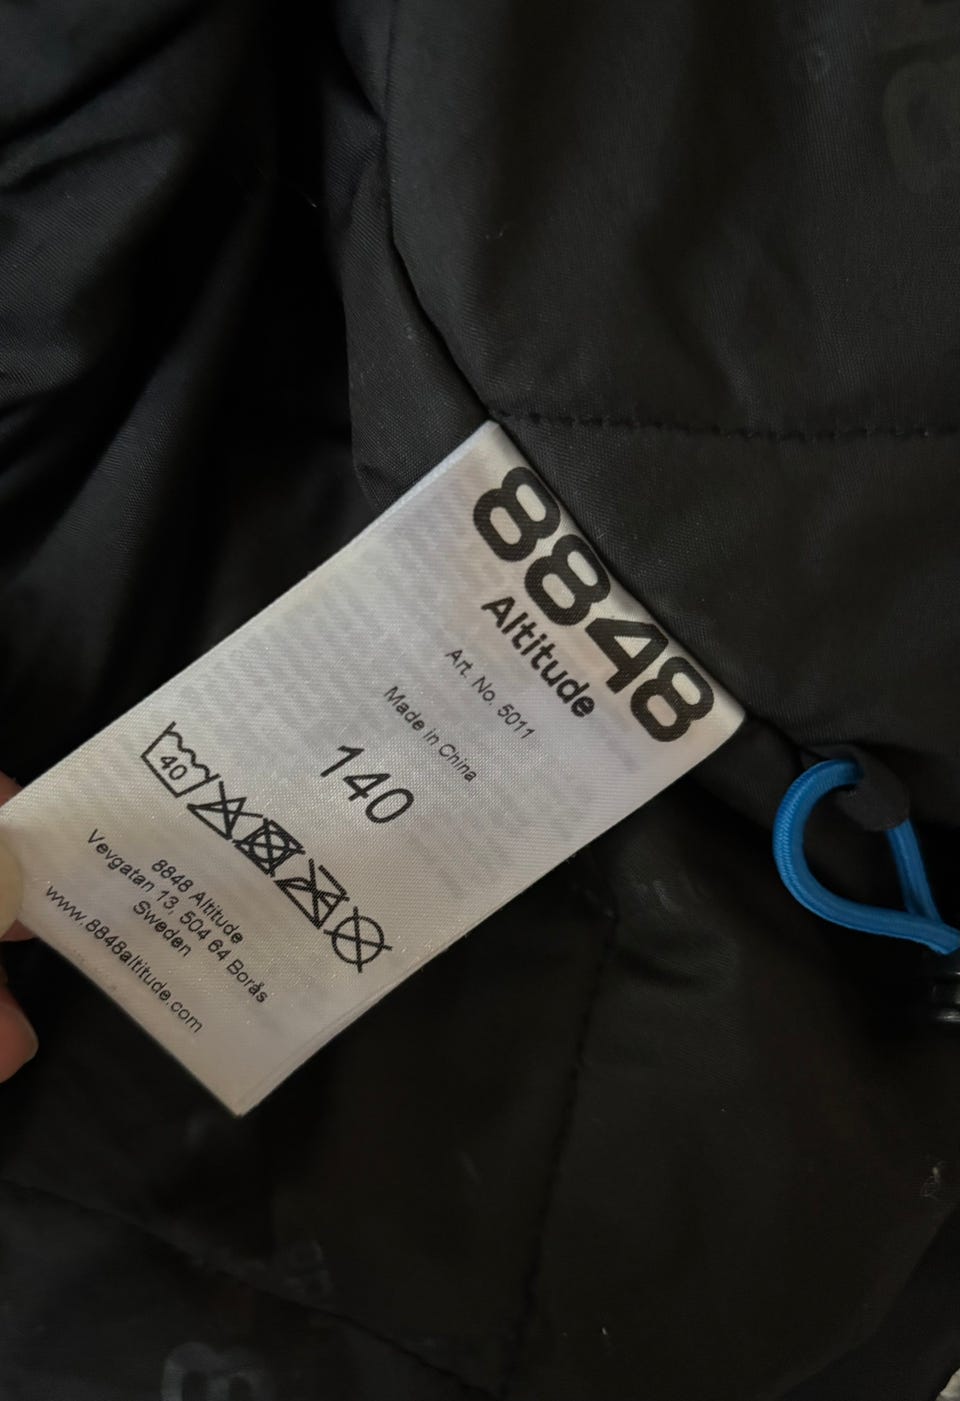 8848
Altitude
Art. No. 5011
Made in China
140
40
8848 Altitude
Vevgatan 13, 504 64 Borås
Sweden
www.8848altitude.com